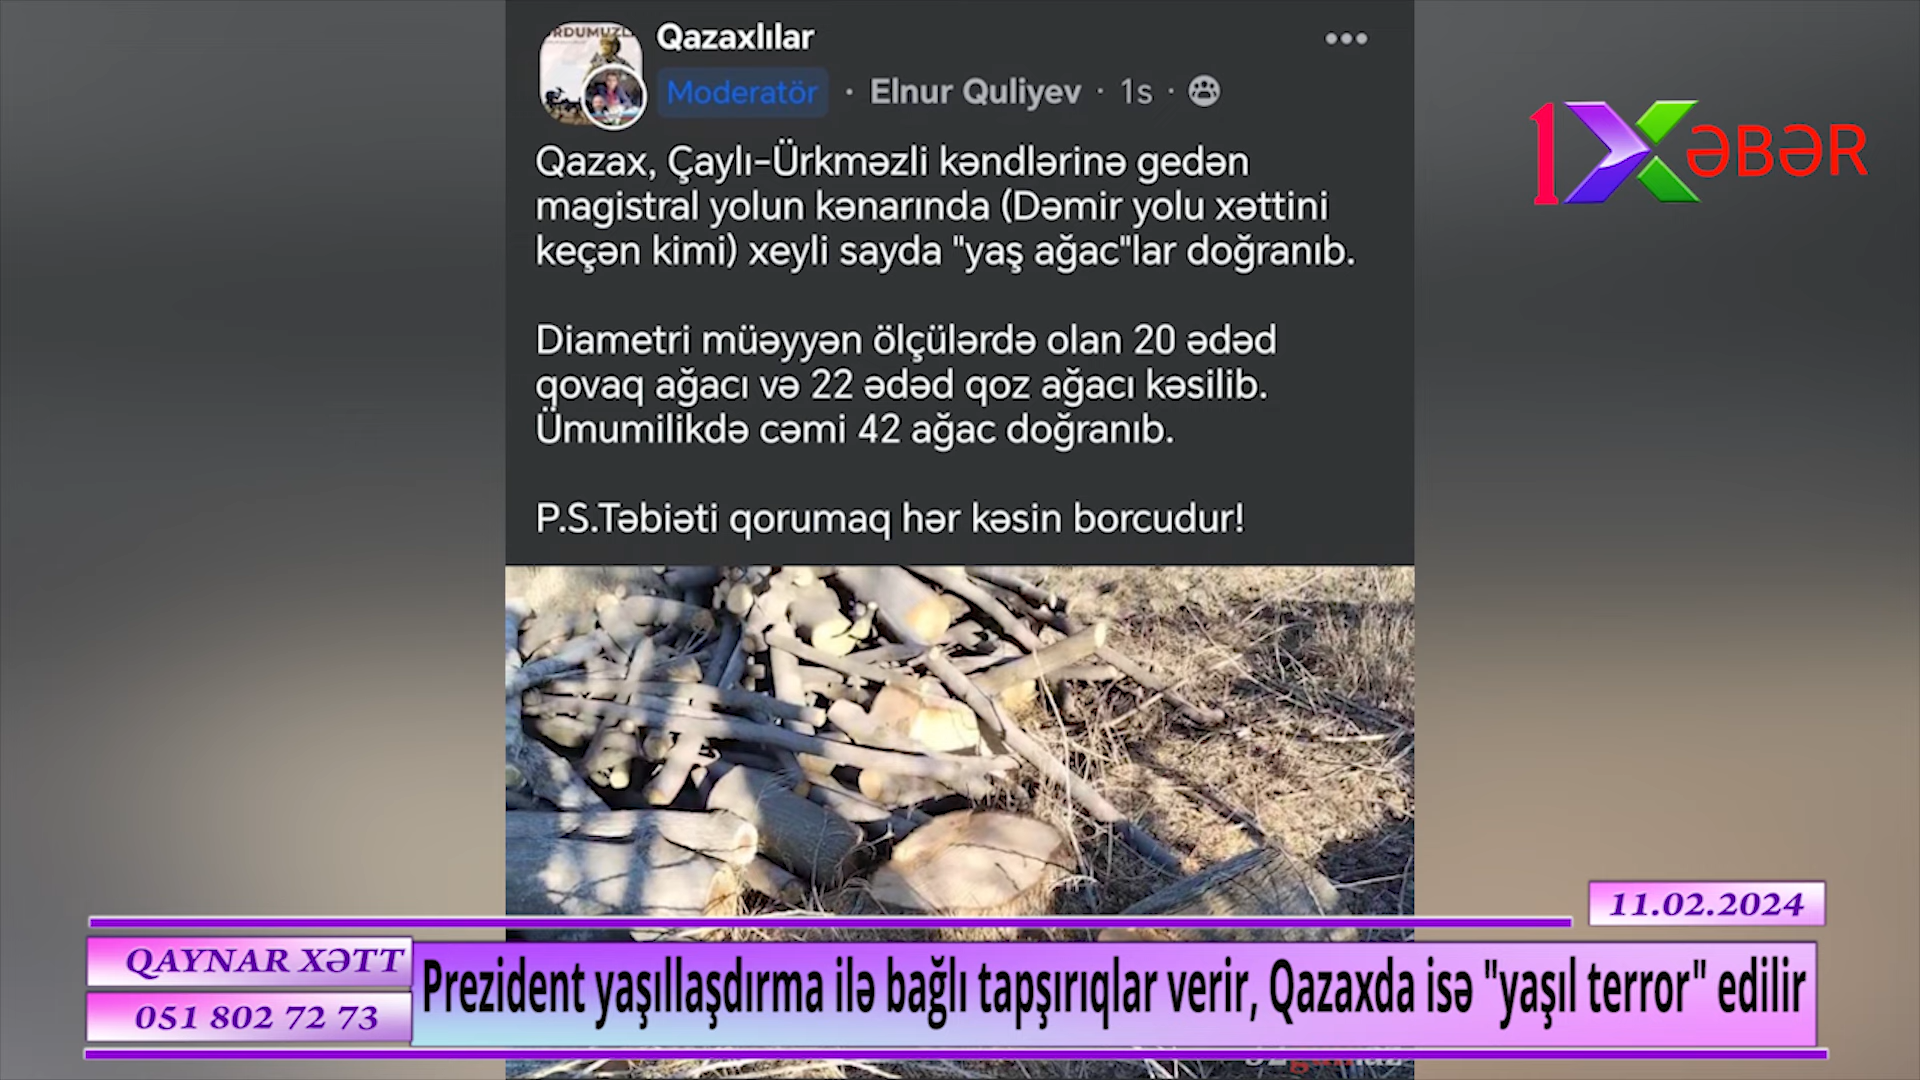 Qazaxlılar
Moderatör · Elnur Quliyev · 1s ·
Qazax, Çaylı-Ürkməzli kəndlərinə gedən
magistral yolun kənarında (Dəmir yolu xəttini
keçən kimi) xeyli sayda "yaş ağac"lar doğranıb.
Diametri müəyyən ölçülərdə olan 20 ədəd
qovaq ağacı və 22 ədəd qoz ağacı kəsilib.
Ümumilikdə cəmi 42 ağac doğranıb.
P.S.Təbiəti qorumaq hər kəsin borcudur!
1XƏBƏR
11.02.2024
QAYNAR XƏTT
051 802 72 73
Prezident yaşıllaşdırma ilə bağlı tapşırıqlar verir, Qazaxda isə "yaşıl terror" edilir